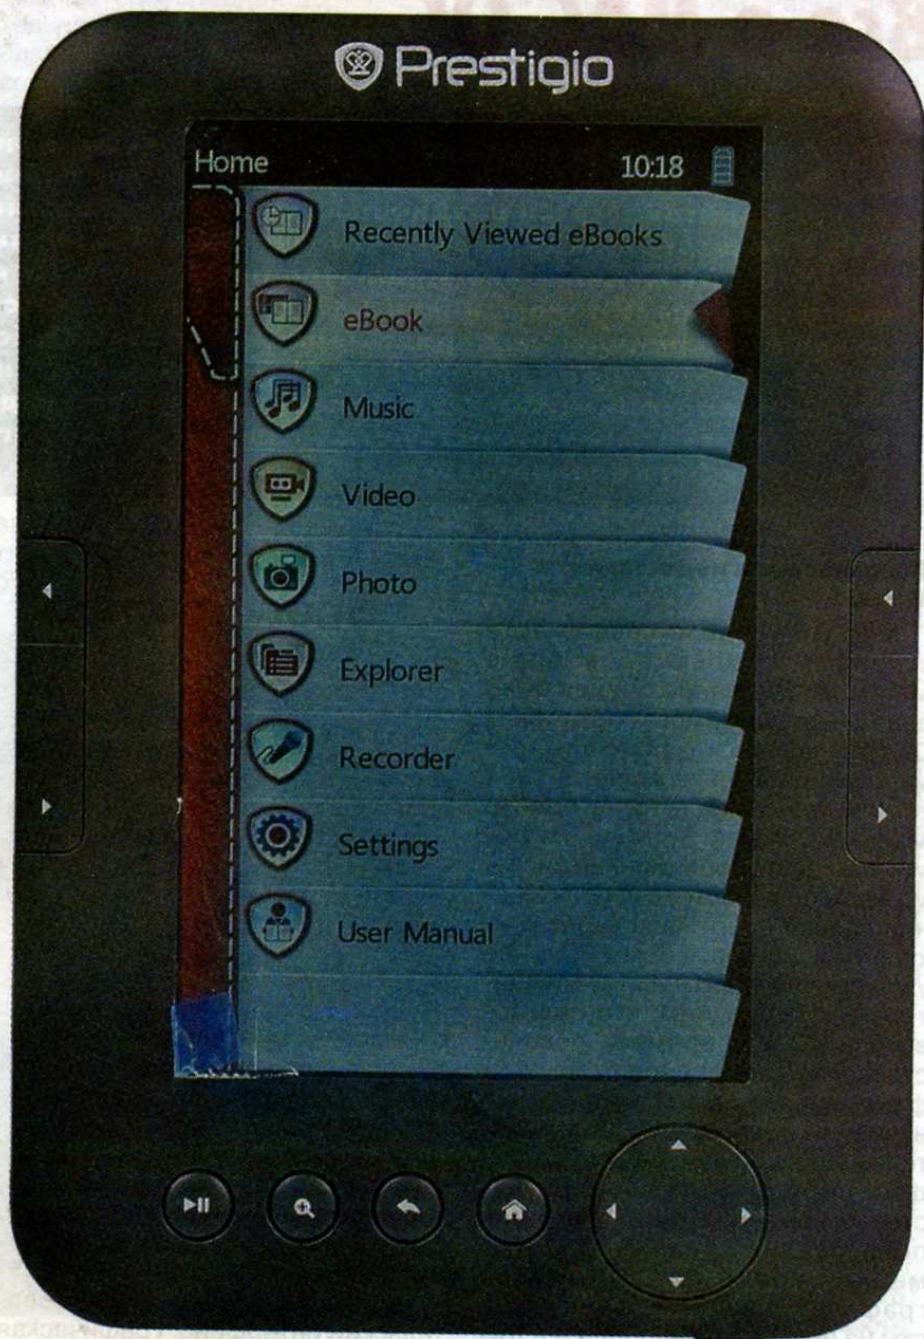 Prestigio
Home 10:18
Recently Viewed eBooks
eBook
Music
Video
Photo
Explorer
Recorder
Settings
User Manual